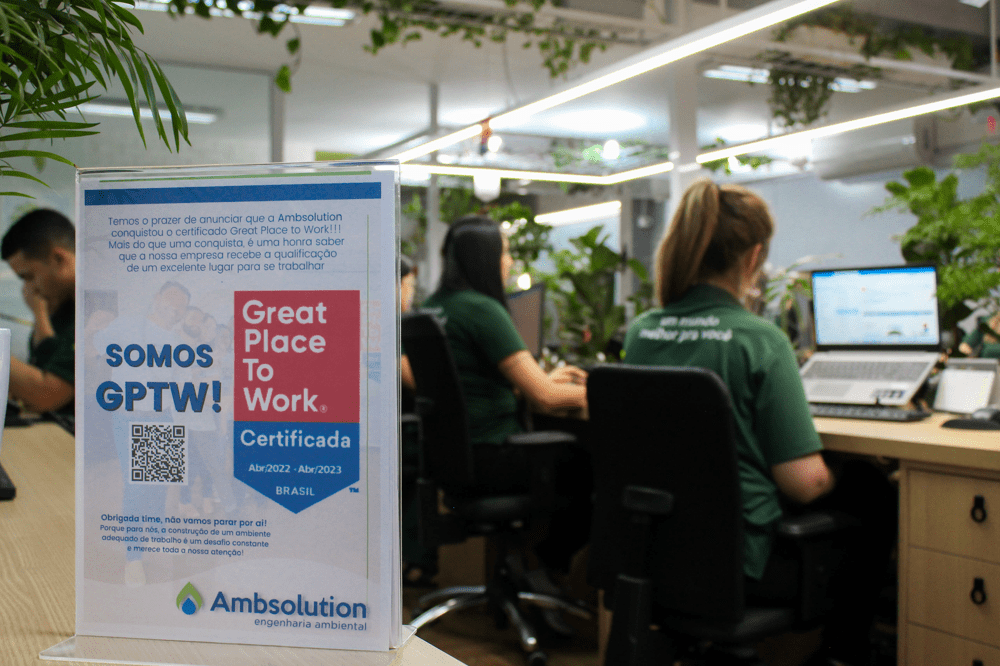 Temos o prazer de anunciar que a Ambsolution
conquistou o certificado Great Place to Work!!!
Mais do que uma conquista, é uma honra saber
que a nossa empresa recebe a qualificação
de um excelente lugar para se trabalhar
SOMOS
GPTW!
Great
Place
To
Work®
Certificada
Abr/2022 - Abr/2023
BRASIL
™
Obrigada time, não vamos parar por aí!
Porque para nós, a construção de um ambiente
adequado de trabalho é um desafio constante
e merece toda a nossa atenção!
Ambsolution
engenharia ambiental
um mundo
melhor pra você